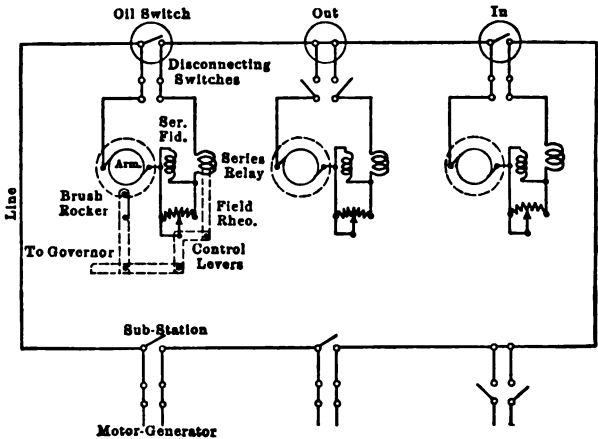 Oil Switch
Out
In
Disconnecting
Switches
Ser.
Fld.
Arm.
Series
Relay
Brush
Rocker
Field
Rheo.
Line
To Governor
Control
Levers
Sub-Station
Motor-Generator